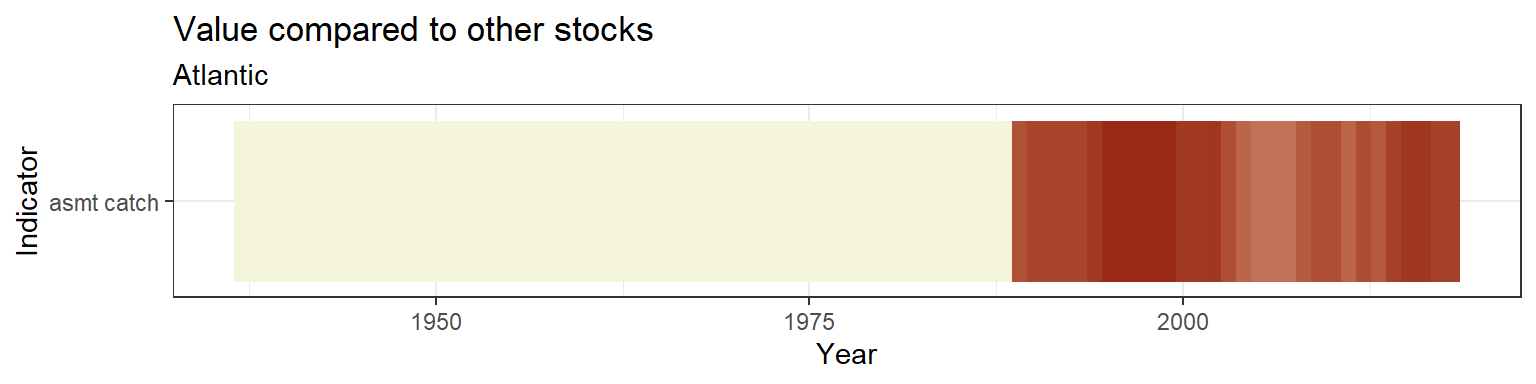 Value compared to other stocks
Atlantic
Indicator
asmt catch
1950 1975 2000
Year